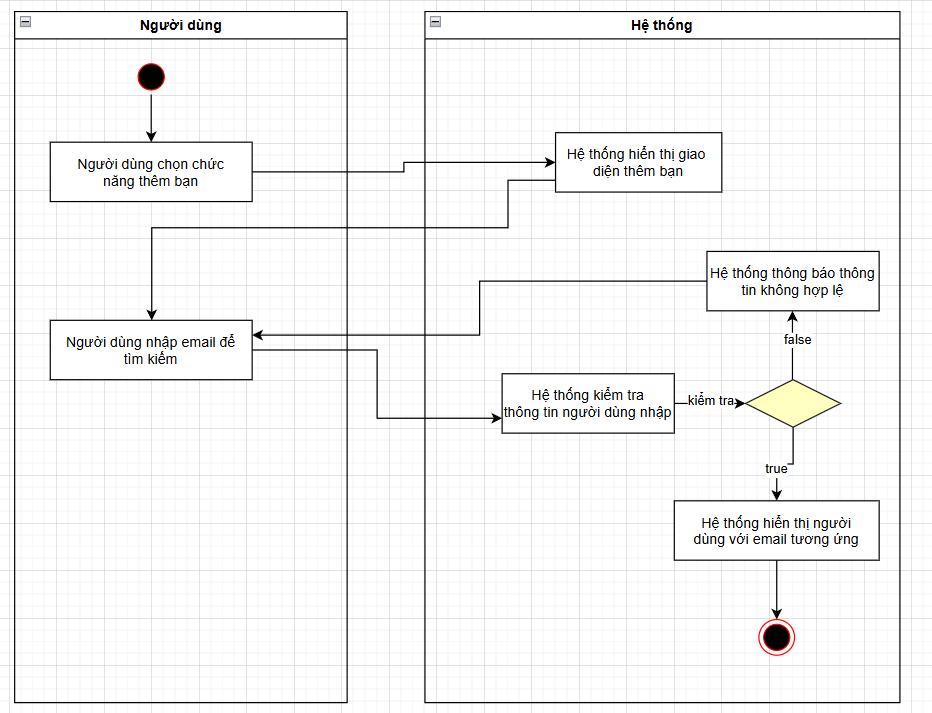 Người dùng
Hệ thống
Người dùng chọn chức
năng thêm bạn
Hệ thống hiển thị giao
diện thêm bạn
Hệ thống thông báo thông
tin không hợp lệ
Người dùng nhập email để
tìm kiếm
false
Hệ thống kiểm tra
thông tin người dùng nhập
kiểm tra
true
Hệ thống hiển thị người
dùng với email tương ứng